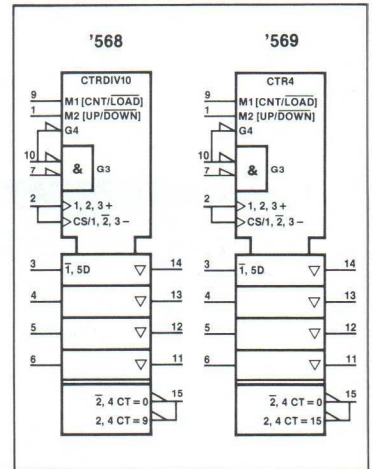 '568
CTRDIV10
9
M1 [CNT/LOAD]
1
M2 [UP/DOWN]
G4
10
&
G3
7
2
1, 2, 3 +
CS/1, 2, 3 –
3
1, 5D
14
4
13
5
12
6
11
2, 4 CT = 0
15
2, 4 CT = 9
'569
CTR4
9
M1 [CNT/LOAD]
1
M2 [UP/DOWN]
G4
10
&
G3
7
2
1, 2, 3 +
CS/1, 2, 3 –
3
1, 5D
14
4
13
5
12
6
11
2, 4 CT = 0
15
2, 4 CT = 15